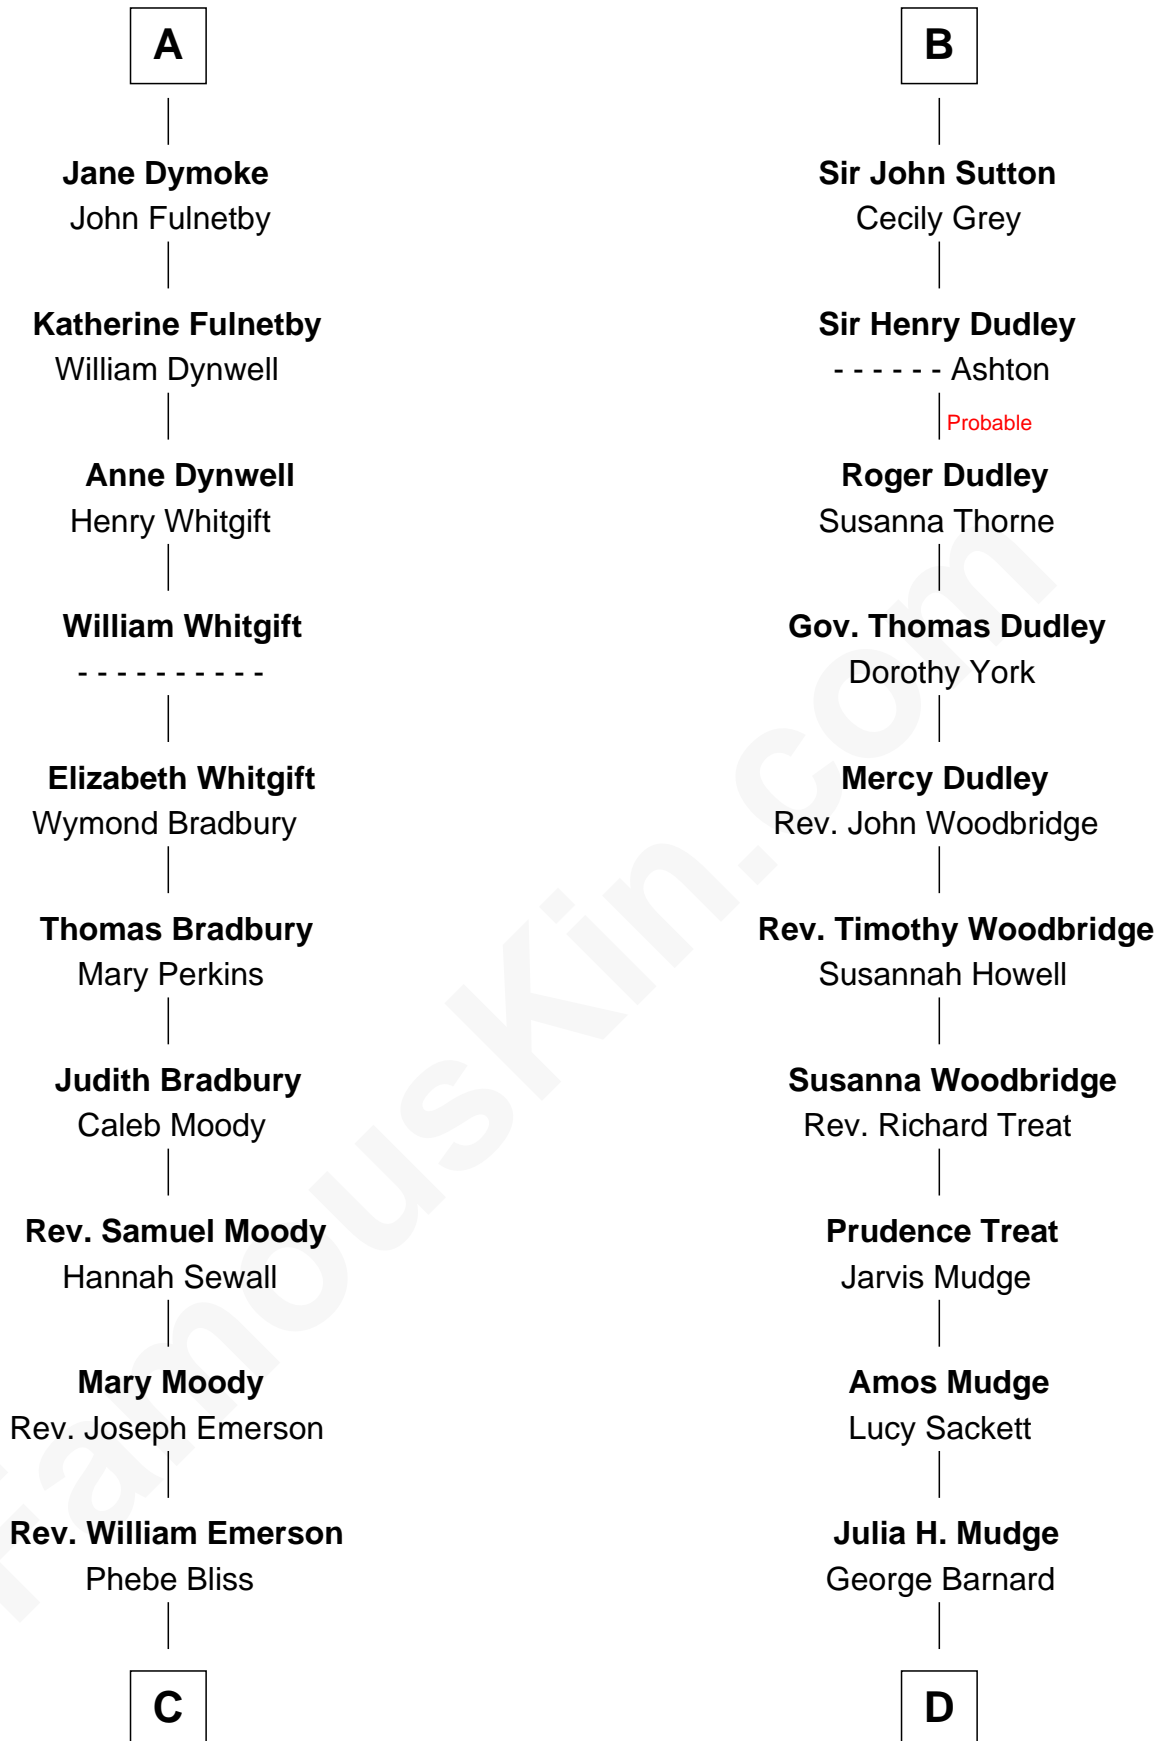 A
Jane Dymoke
John Fulnetby
Katherine Fulnetby
William Dynwell
Anne Dynwell
Henry Whitgift
William Whitgift
- - - - - - - - - -
Elizabeth Whitgift
Wymond Bradbury
Thomas Bradbury
Mary Perkins
Judith Bradbury
Caleb Moody
Rev. Samuel Moody
Hannah Sewall
Mary Moody
Rev. Joseph Emerson
Rev. William Emerson
Phebe Bliss
C
B
Sir John Sutton
Cecily Grey
Sir Henry Dudley
- - - - - - Ashton
Probable
Roger Dudley
Susanna Thorne
Gov. Thomas Dudley
Dorothy York
Mercy Dudley
Rev. John Woodbridge
Rev. Timothy Woodbridge
Susannah Howell
Susanna Woodbridge
Rev. Richard Treat
Prudence Treat
Jarvis Mudge
Amos Mudge
Lucy Sackett
Julia H. Mudge
George Barnard
D
FamousKin.com